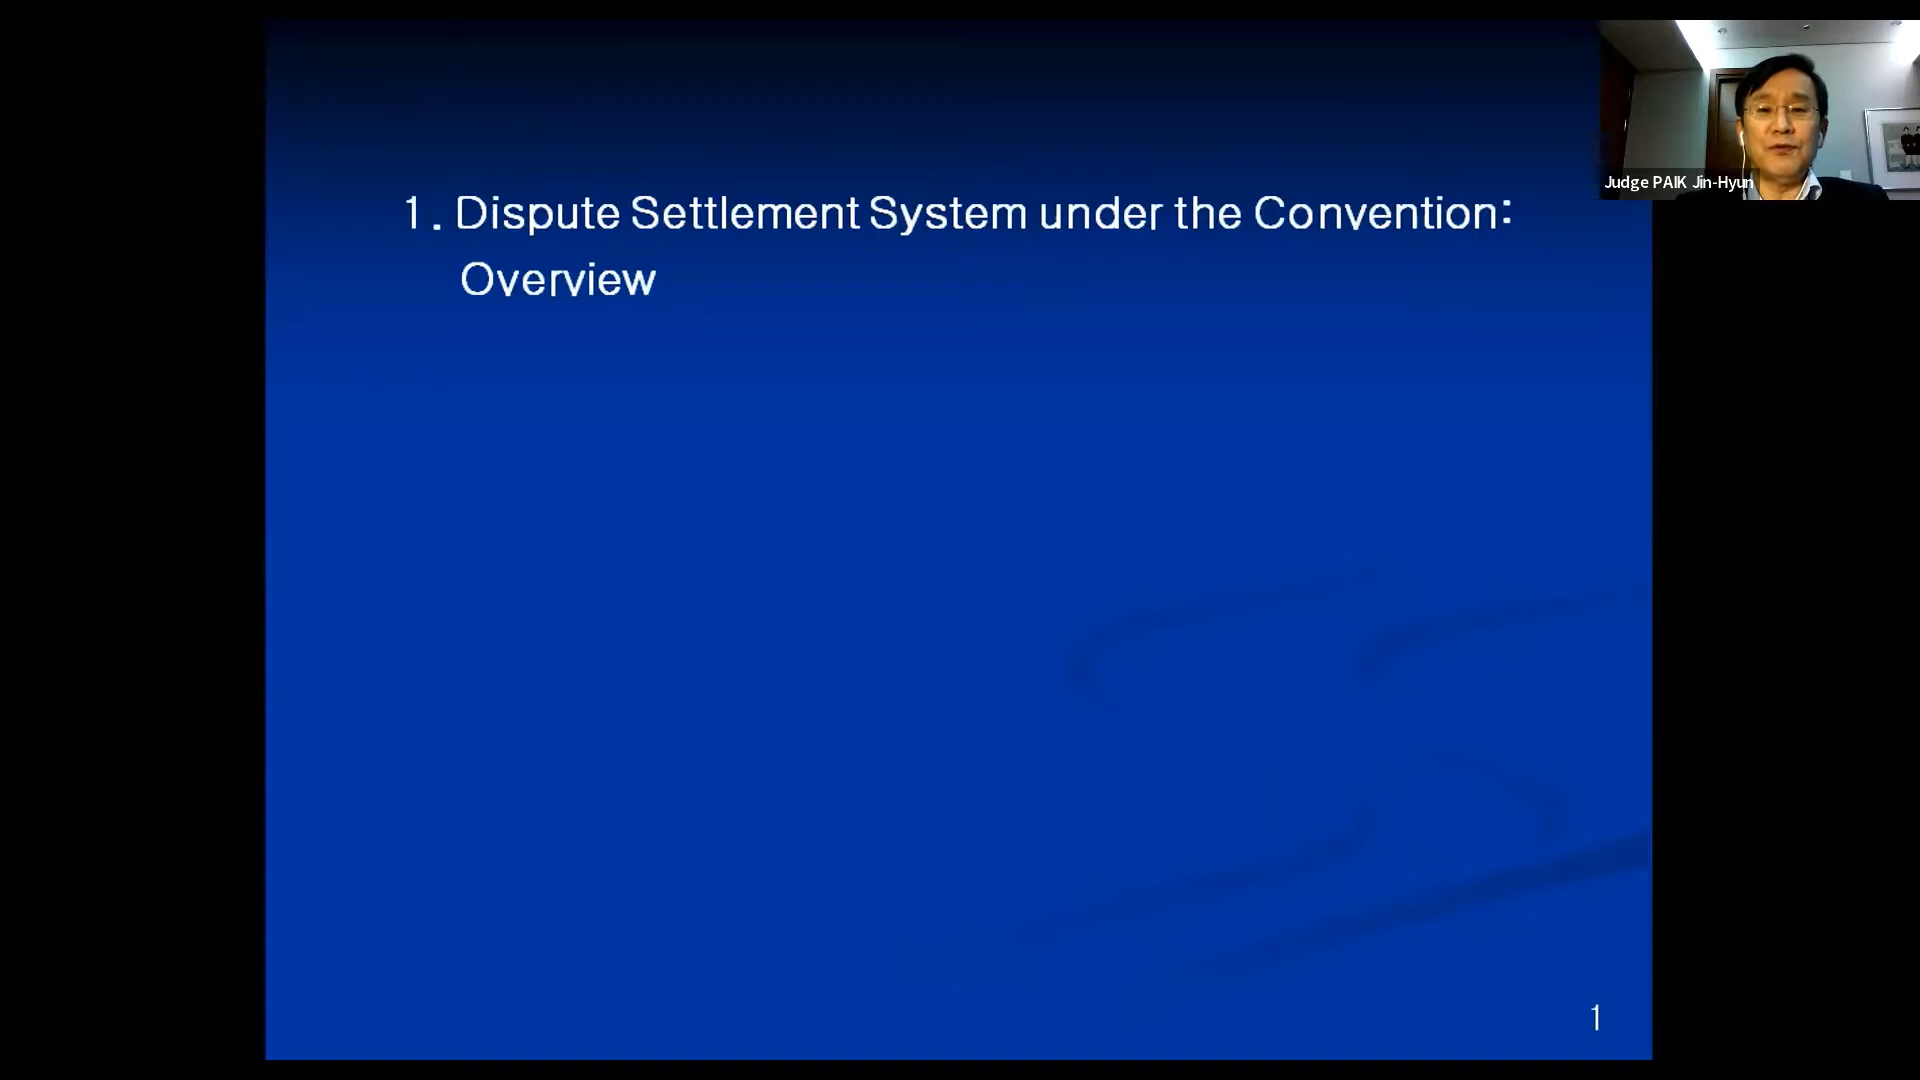 1. Dispute Settlement System under the Convention:
Overview
Judge PAIK Jin-Hyun
1